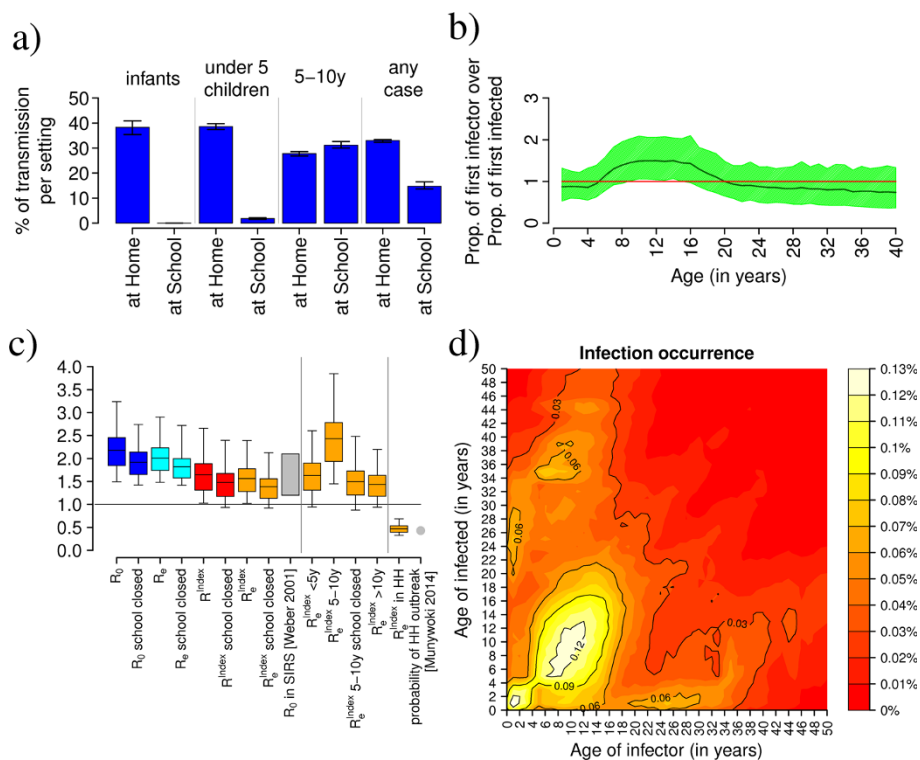 a)
infants
under 5
children
5−10y
any
case
% of transmission
per setting
50
40
30
20
10
0
at Home
at School
at Home
at School
at Home
at School
at Home
at School
b)
Prop. of first infector over
Prop. of first infected
3
2
1
0
0 4 8 12 16 20 24 28 32 36 40
Age (in years)
c)
4.0
3.5
3.0
2.5
2.0
1.5
1.0
0.5
0.0
R0
R0 school closed
Re
Re school closed
RIndex
RIndex school closed
ReIndex
ReIndex school closed
R0 in SIRS [Weber 2001]
ReIndex <5y
ReIndex 5−10y
ReIndex 5−10y school closed
ReIndex >10y
ReIndex in HH
probability of HH outbreak
[Munywoki 2014]
d)
Infection occurrence
Age of infected (in years)
50
48
46
44
42
40
38
36
34
32
30
28
26
24
22
20
18
16
14
12
10
8
6
4
2
0
0.03
0.06
0.06
0.03
0.12
0.09
0.06
0.06
0 2 4 6 8 10 12 14 16 18 20 22 24 26 28 30 32 34 36 38 40 42 44 46 48 50
Age of infector (in years)
0.13%
0.12%
0.11%
0.1%
0.09%
0.08%
0.07%
0.06%
0.05%
0.04%
0.03%
0.02%
0.01%
0%